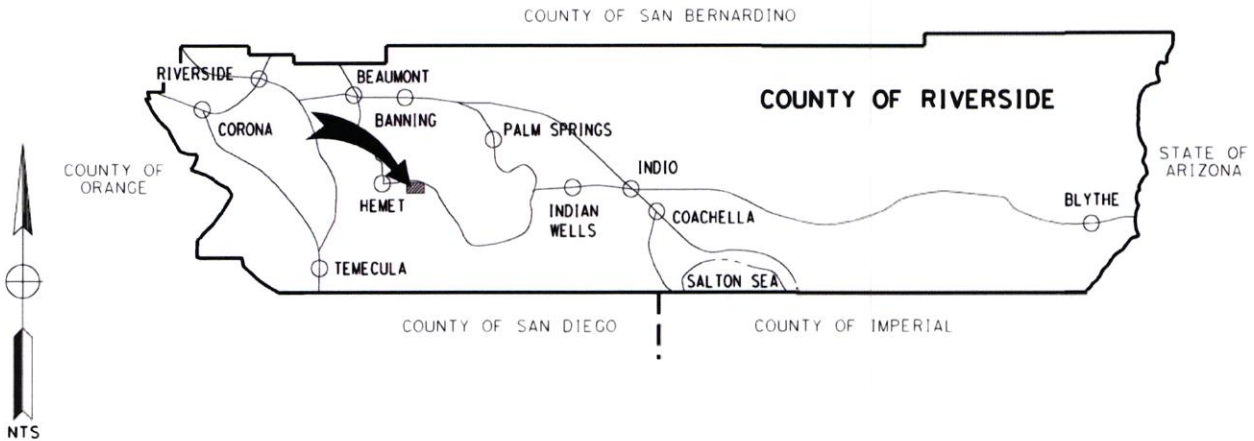 COUNTY OF SAN BERNARDINO
RIVERSIDE
BEAUMONT
COUNTY OF RIVERSIDE
CORONA
BANNING
PALM SPRINGS
COUNTY OF
ORANGE
STATE OF
ARIZONA
INDIO
HEMET
INDIAN
WELLS
COACHELLA
BLYTHE
TEMECULA
SALTON SEA
COUNTY OF SAN DIEGO
COUNTY OF IMPERIAL
NTS